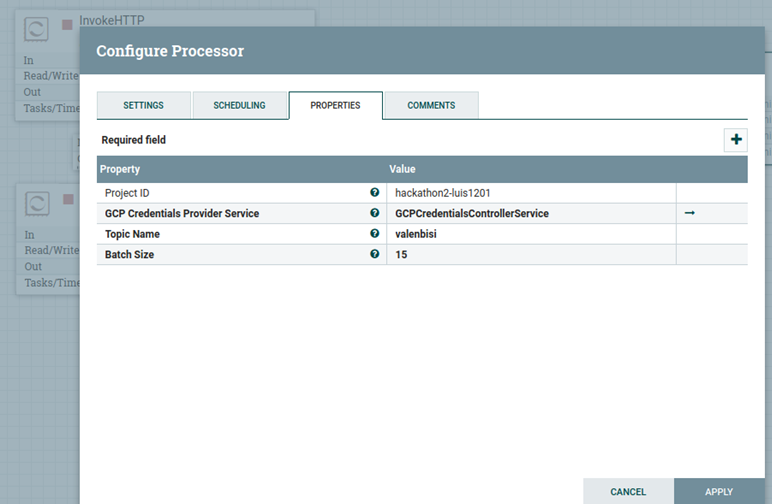 InvokeHTTP
Configure Processor
In
Read/Write
Out
Tasks/Time
SETTINGS SCHEDULING PROPERTIES COMMENTS
Required field
Property Value
Project ID hackathon2-luis1201
GCP Credentials Provider Service GCPCredentialsControllerService
Topic Name valenbisi
Batch Size 15
In
Read/Write
Out
Tasks/Time
CANCEL APPLY